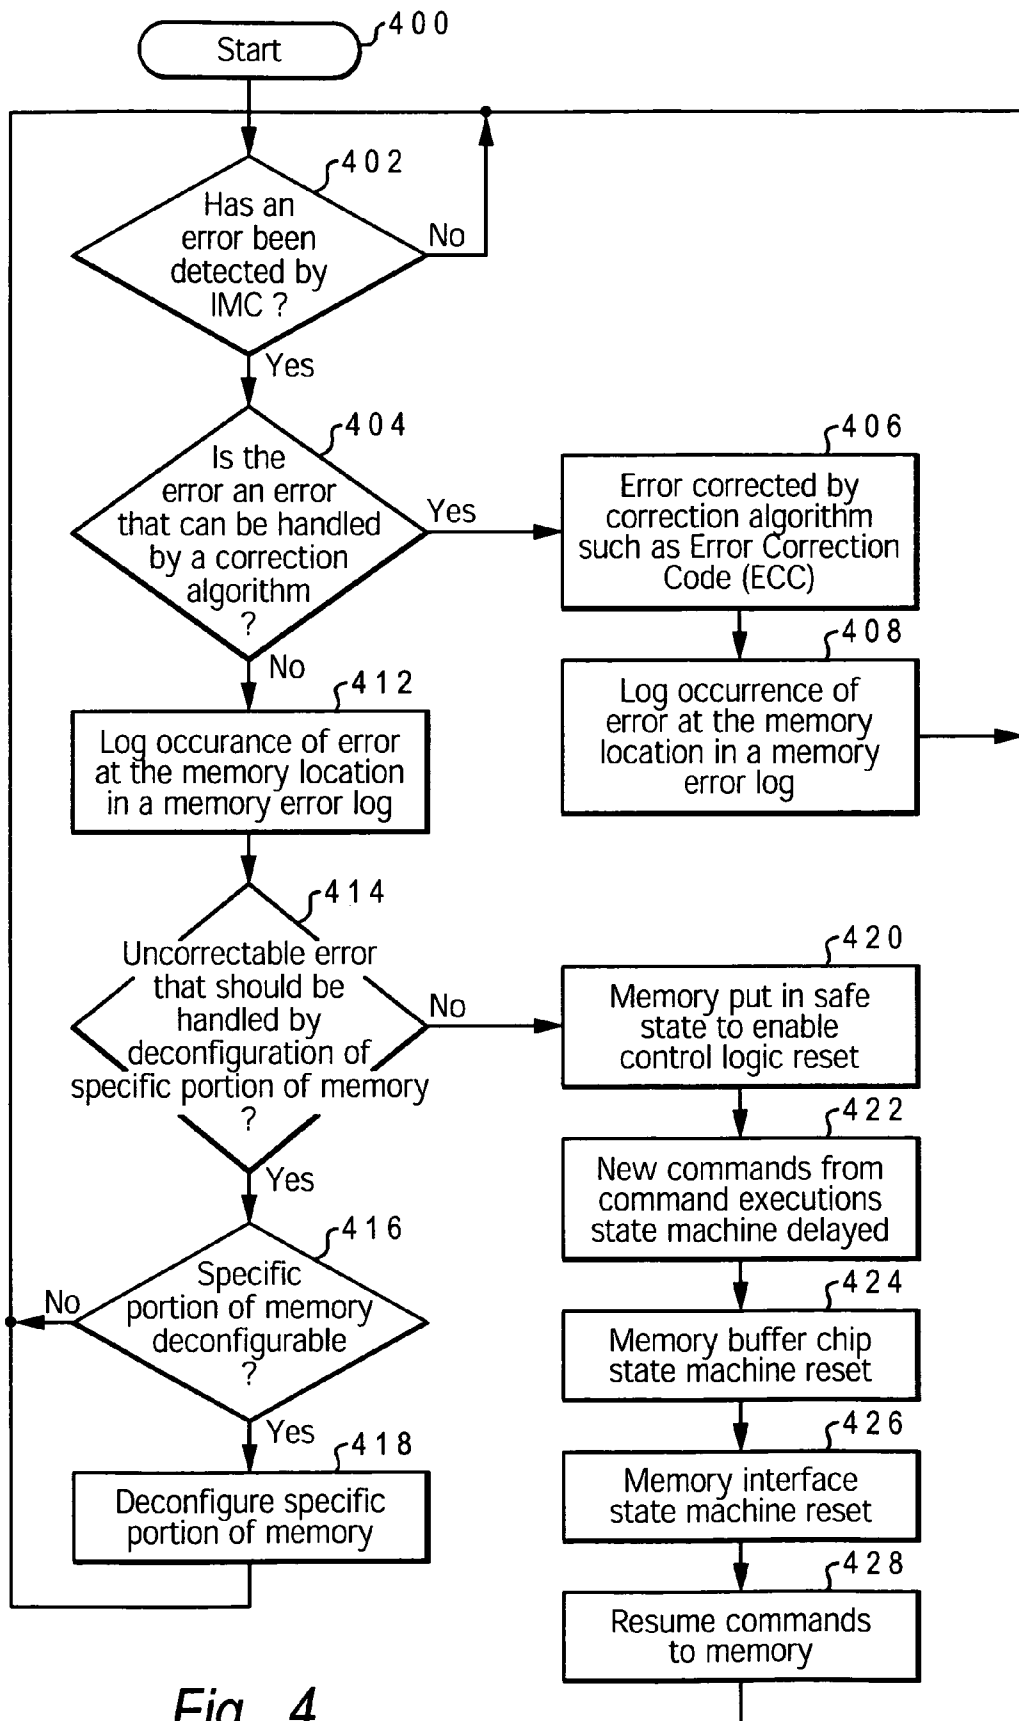 400
Start
402
Has an
error been
detected by
IMC ?
No
Yes
404
Is the
error an error
that can be handled
by a correction
algorithm
?
Yes
No
406
Error corrected by
correction algorithm
such as Error Correction
Code (ECC)
408
Log occurrence of
error at the memory
location in a memory
error log
412
Log occurance of error
at the memory location
in a memory error log
414
Uncorrectable error
that should be
handled by
deconfiguration of
specific portion of memory
?
No
Yes
416
Specific
portion of memory
deconfigurable
?
No
Yes
418
Deconfigure specific
portion of memory
420
Memory put in safe
state to enable
control logic reset
422
New commands from
command executions
state machine delayed
424
Memory buffer chip
state machine reset
426
Memory interface
state machine reset
428
Resume commands
to memory
Fig. 4